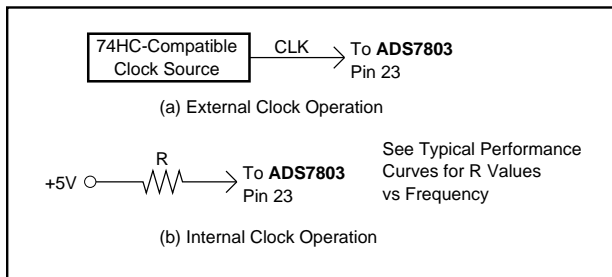 74HC-Compatible
Clock Source
CLK
To ADS7803
Pin 23
(a) External Clock Operation
+5V
R
To ADS7803
Pin 23
See Typical Performance
Curves for R Values
vs Frequency
(b) Internal Clock Operation